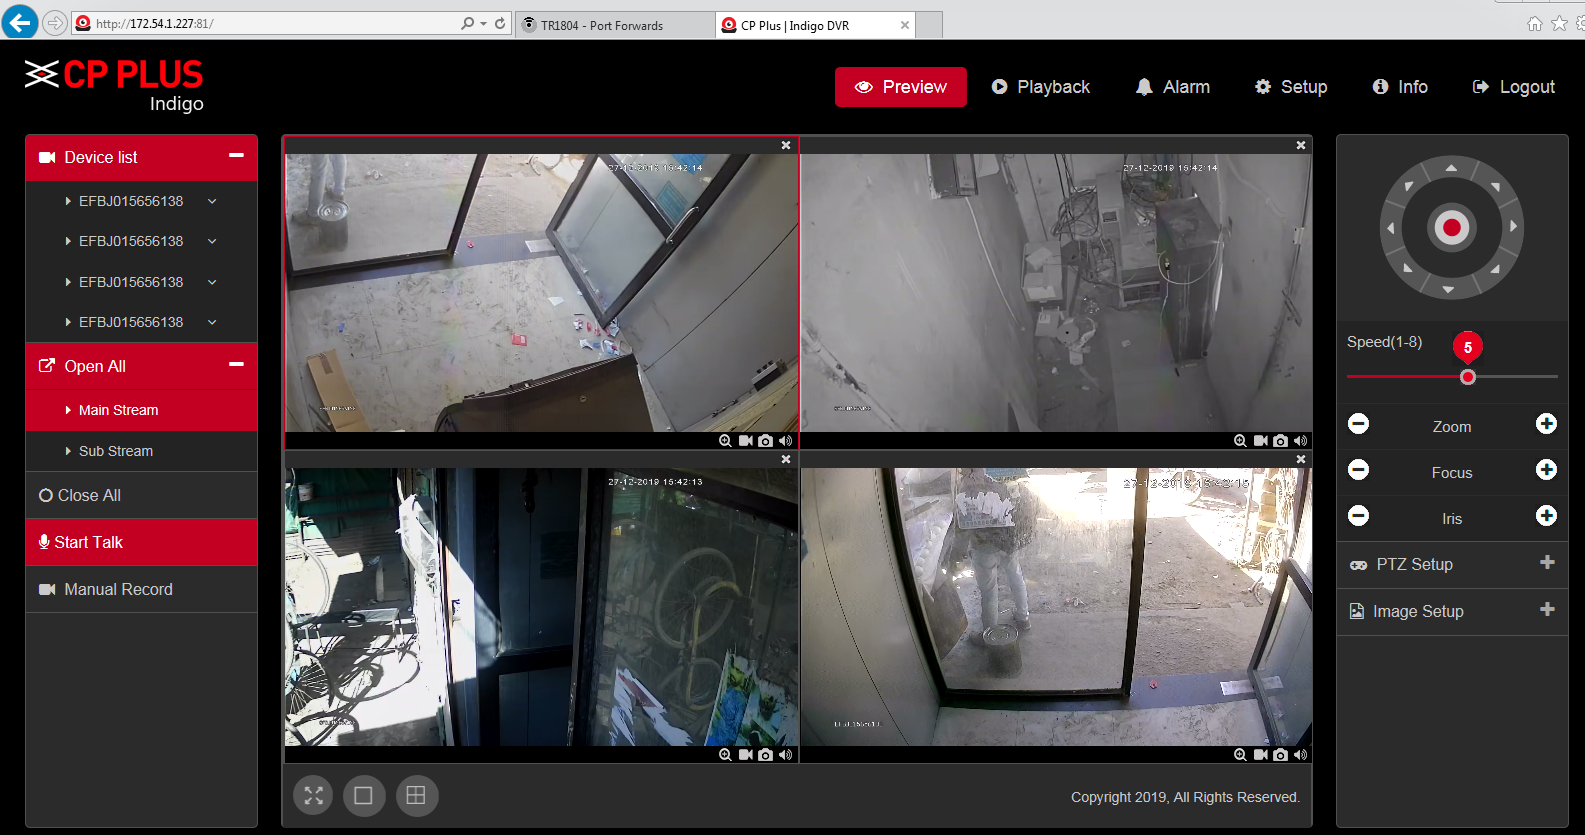 http://172.54.1.227:81/
TR1804 - Port Forwards
CP Plus | Indigo DVR
CP PLUS
Indigo
Preview
Playback
Alarm
Setup
Info
Logout
Device list
EFBJ015656138
EFBJ015656138
EFBJ015656138
EFBJ015656138
Open All
Main Stream
Sub Stream
Close All
Start Talk
Manual Record
27-12-2019 16:42:14
27-12-2019 16:42:14
27-12-2019 16:42:13
27-12-2019 16:42:15
Speed(1-8)
5
Zoom
Focus
Iris
PTZ Setup
Image Setup
Copyright 2019, All Rights Reserved.